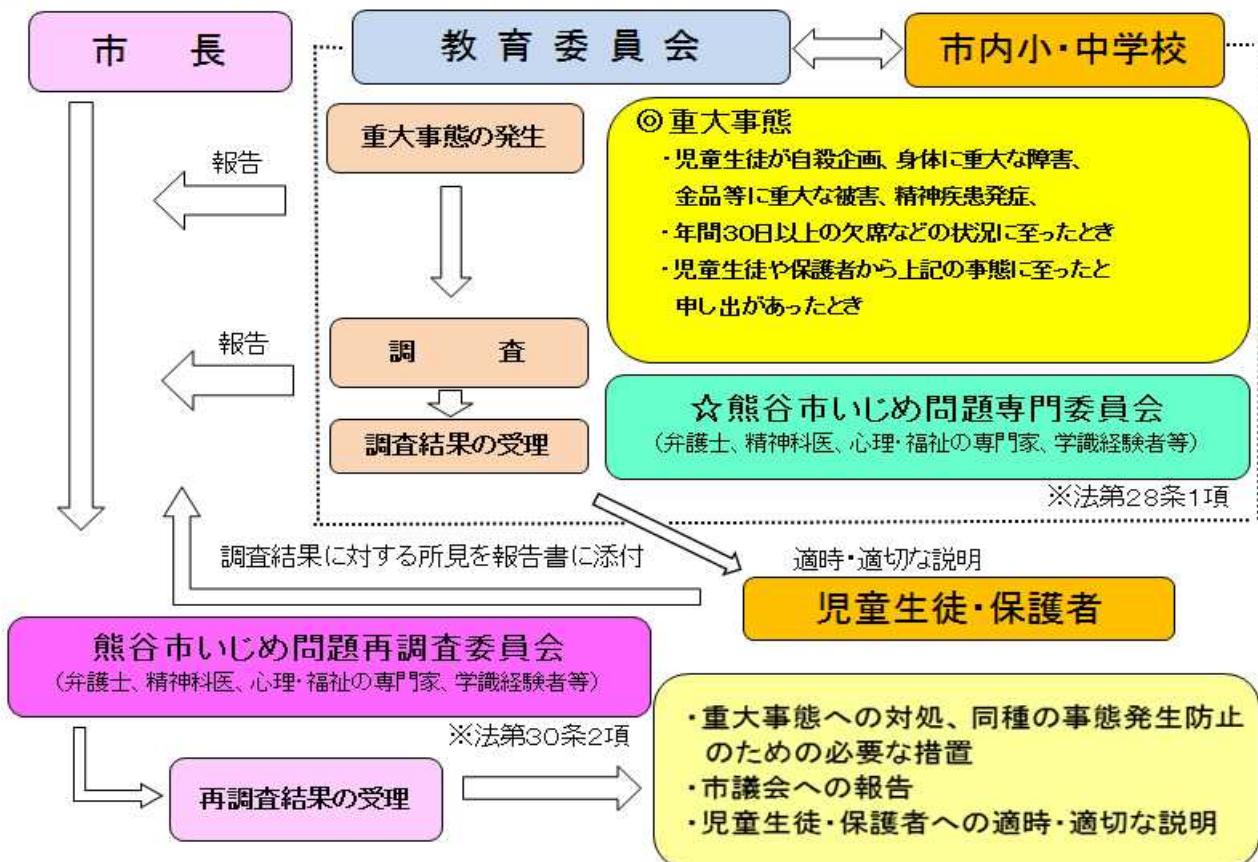 市　長
教育委員会
市内小・中学校
重大事態の発生
◎重大事態
・児童生徒が自殺企画、身体に重大な障害、
金品等に重大な被害、精神疾患発症、
・年間30日以上の欠席などの状況に至ったとき
・児童生徒や保護者から上記の事態に至ったと
申し出があったとき
報告
報告
調　査
調査結果の受理
☆熊谷市いじめ問題専門委員会
（弁護士、精神科医、心理・福祉の専門家、学識経験者等）
※法第28条1項
調査結果に対する所見を報告書に添付
適時・適切な説明
児童生徒・保護者
熊谷市いじめ問題再調査委員会
（弁護士、精神科医、心理・福祉の専門家、学識経験者等）
※法第30条2項
再調査結果の受理
・重大事態への対処、同種の事態発生防止
のための必要な措置
・市議会への報告
・児童生徒・保護者への適時・適切な説明